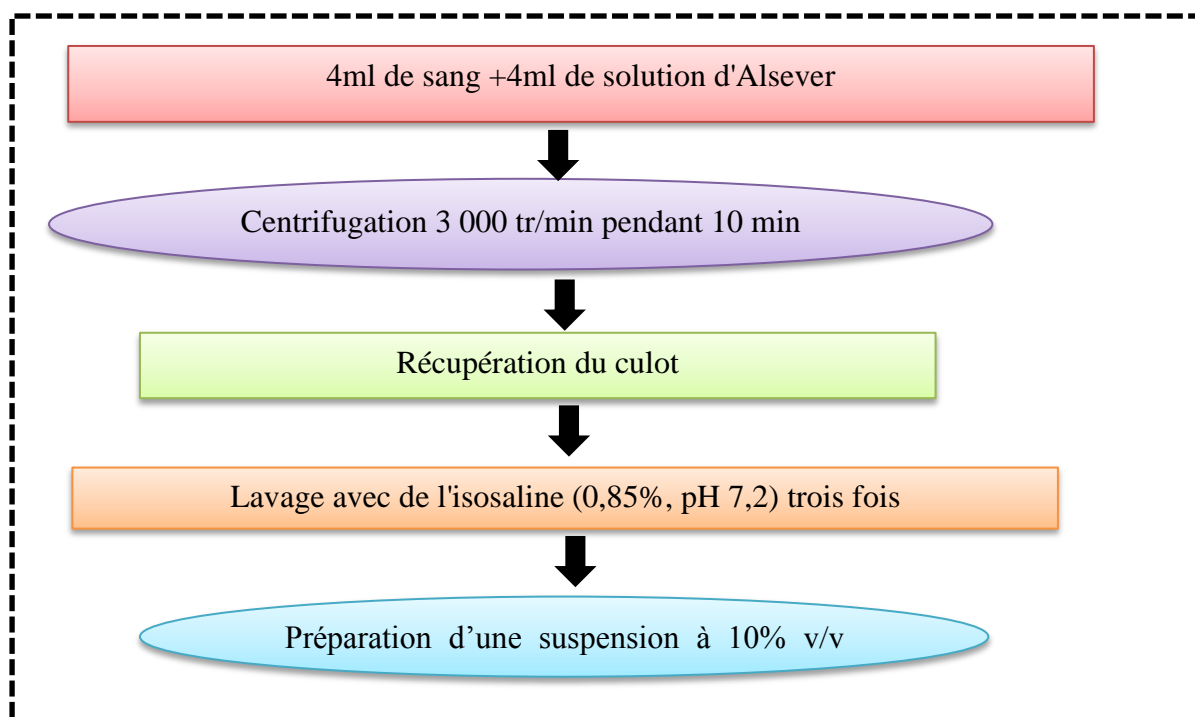 4ml de sang +4ml de solution d'Alsever
Centrifugation 3 000 tr/min pendant 10 min
Récupération du culot
Lavage avec de l'isosaline (0,85%, pH 7,2) trois fois
Préparation d’une suspension à 10% v/v